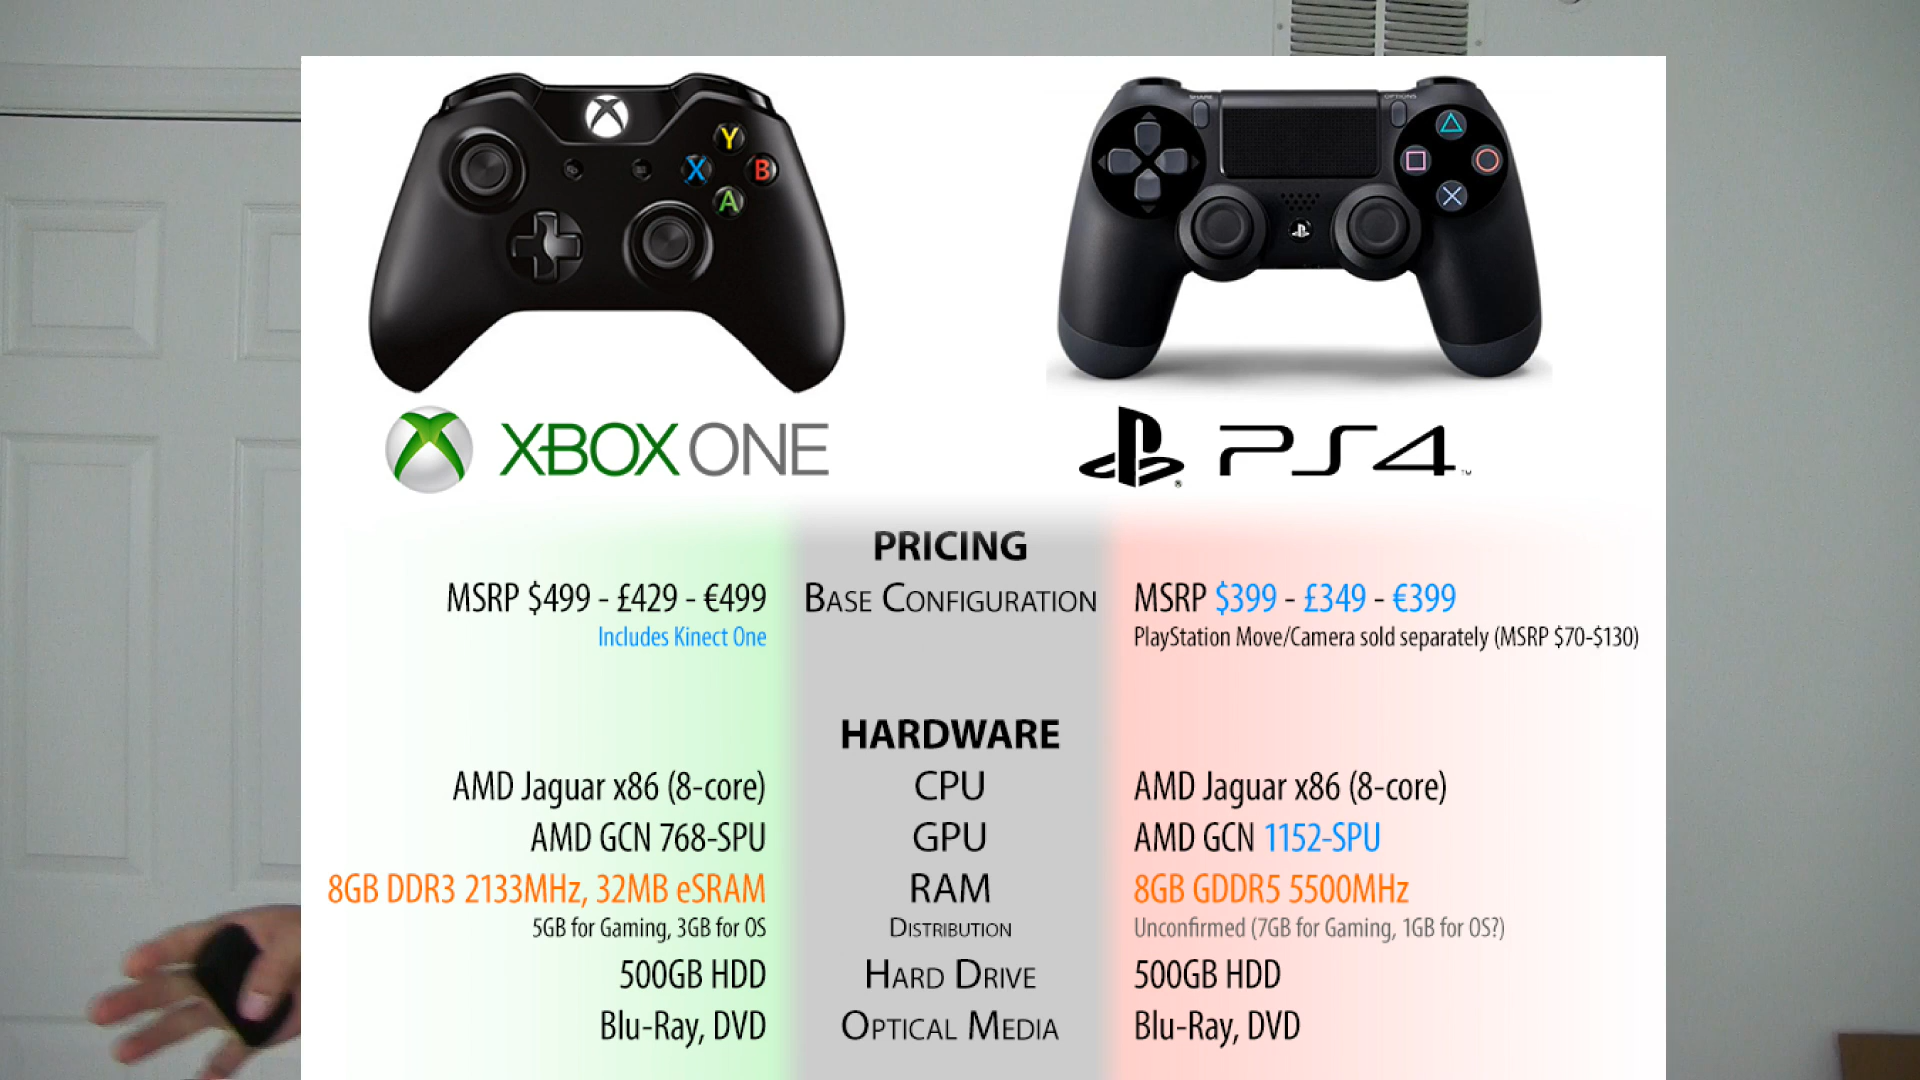 SHARE
OPTIONS
Y
X
B
A
XBOX ONE
PS4™
®
PRICING
MSRP $499 - £429 - €499
BASE CONFIGURATION
MSRP $399 - £349 - €399
Includes Kinect One
PlayStation Move/Camera sold separately (MSRP $70-$130)
HARDWARE
AMD Jaguar x86 (8-core)
CPU
AMD Jaguar x86 (8-core)
AMD GCN 768-SPU
GPU
AMD GCN 1152-SPU
8GB DDR3 2133MHz, 32MB eSRAM
RAM
8GB GDDR5 5500MHz
5GB for Gaming, 3GB for OS
DISTRIBUTION
Unconfirmed (7GB for Gaming, 1GB for OS?)
500GB HDD
HARD DRIVE
500GB HDD
Blu-Ray, DVD
OPTICAL MEDIA
Blu-Ray, DVD